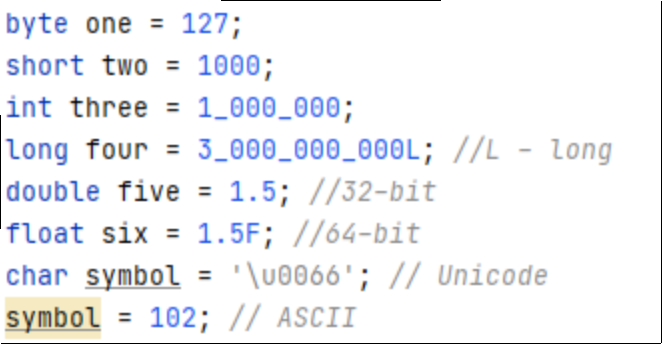 byte one = 127;
short two = 1000;
int three = 1_000_000;
long four = 3_000_000_000L; //L - long
double five = 1.5; //32-bit
float six = 1.5F; //64-bit
char symbol = '\u0066'; // Unicode
symbol = 102; // ASCII